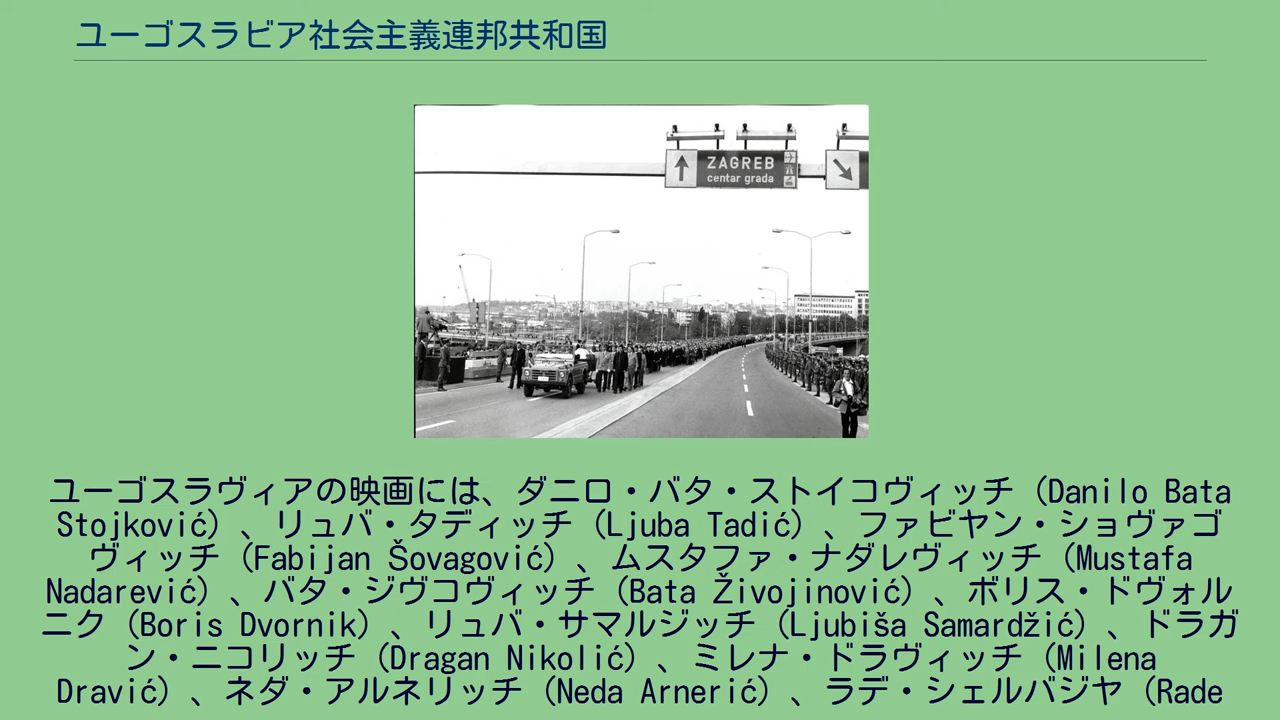 ユーゴスラビア社会主義連邦共和国
ZAGREB
centar grada
ユーゴスラヴィアの映画には、ダニロ・バタ・ストイコヴィッチ（Danilo Bata
Stojković）、リュバ・タディッチ（Ljuba Tadić）、ファビヤン・ショヴァゴ
ヴィッチ（Fabijan Šovagović）、ムスタファ・ナダレヴィッチ（Mustafa
Nadarević）、バタ・ジヴコヴィッチ（Bata Živojinović）、ボリス・ドヴォル
ニク（Boris Dvornik）、リュバ・サマルジッチ（Ljubiša Samardžić）、ドラガ
ン・ニコリッチ（Dragan Nikolić）、ミレナ・ドラヴィッチ（Milena
Dravić）、ネダ・アルネリッチ（Neda Arnerić）、ラデ・シェルバジヤ（Rade